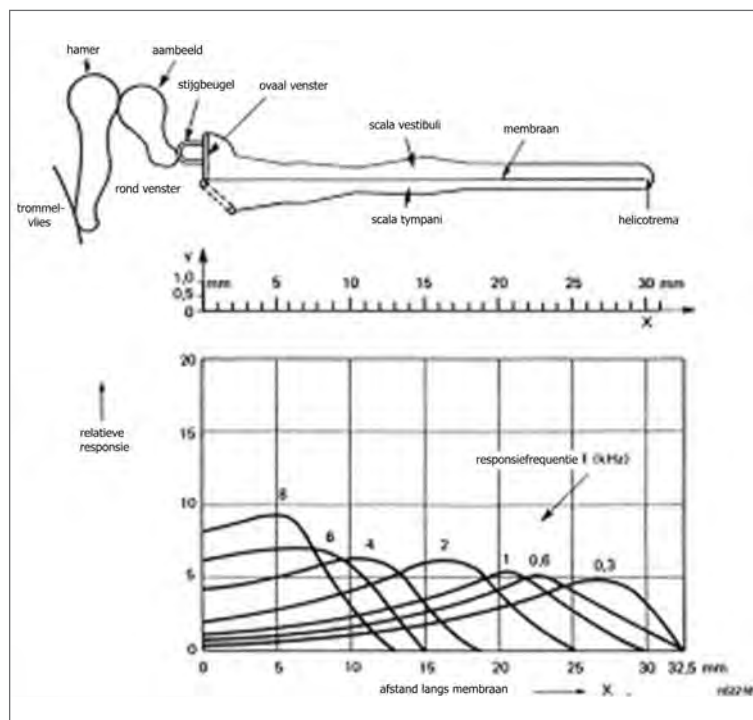 hamer
aambeeld
stijgbeugel
ovaal venster
scala vestibuli
membraan
rond venster
trommel-
vlies
scala tympani
helicotrema
Y
1,0
0,5
0
mm 5 10 15 20 25 30 mm
X
20
15
10
5
0
relatieve
responsie
responsiefrequentie f (kHz)
8
6
4
2
1
0,6
0,3
0 5 10 15 20 25 30 32,5 mm
afstand langs membraan
X